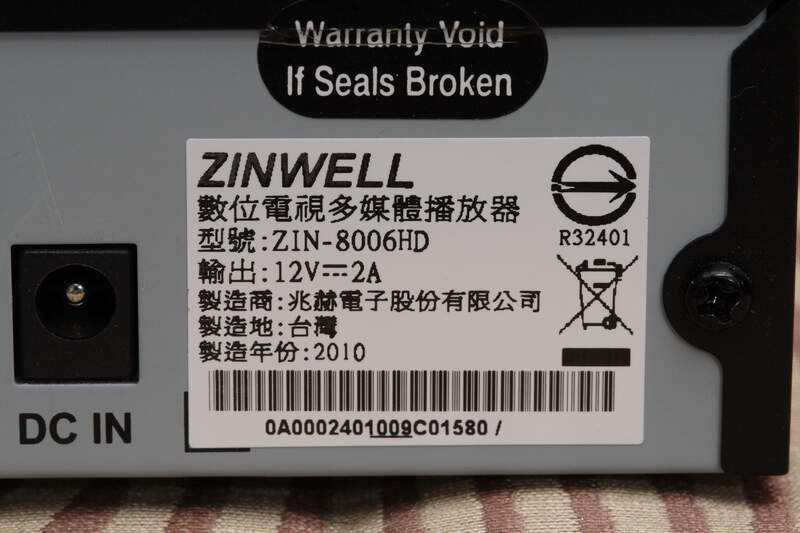 Warranty Void
If Seals Broken
ZINWELL
數位電視多媒體播放器
型號:ZIN-8006HD
R32401
輸出:12V⎓2A
製造商:兆赫電子股份有限公司
製造地:台灣
製造年份:2010
0A0002401009C01580 /
DC IN